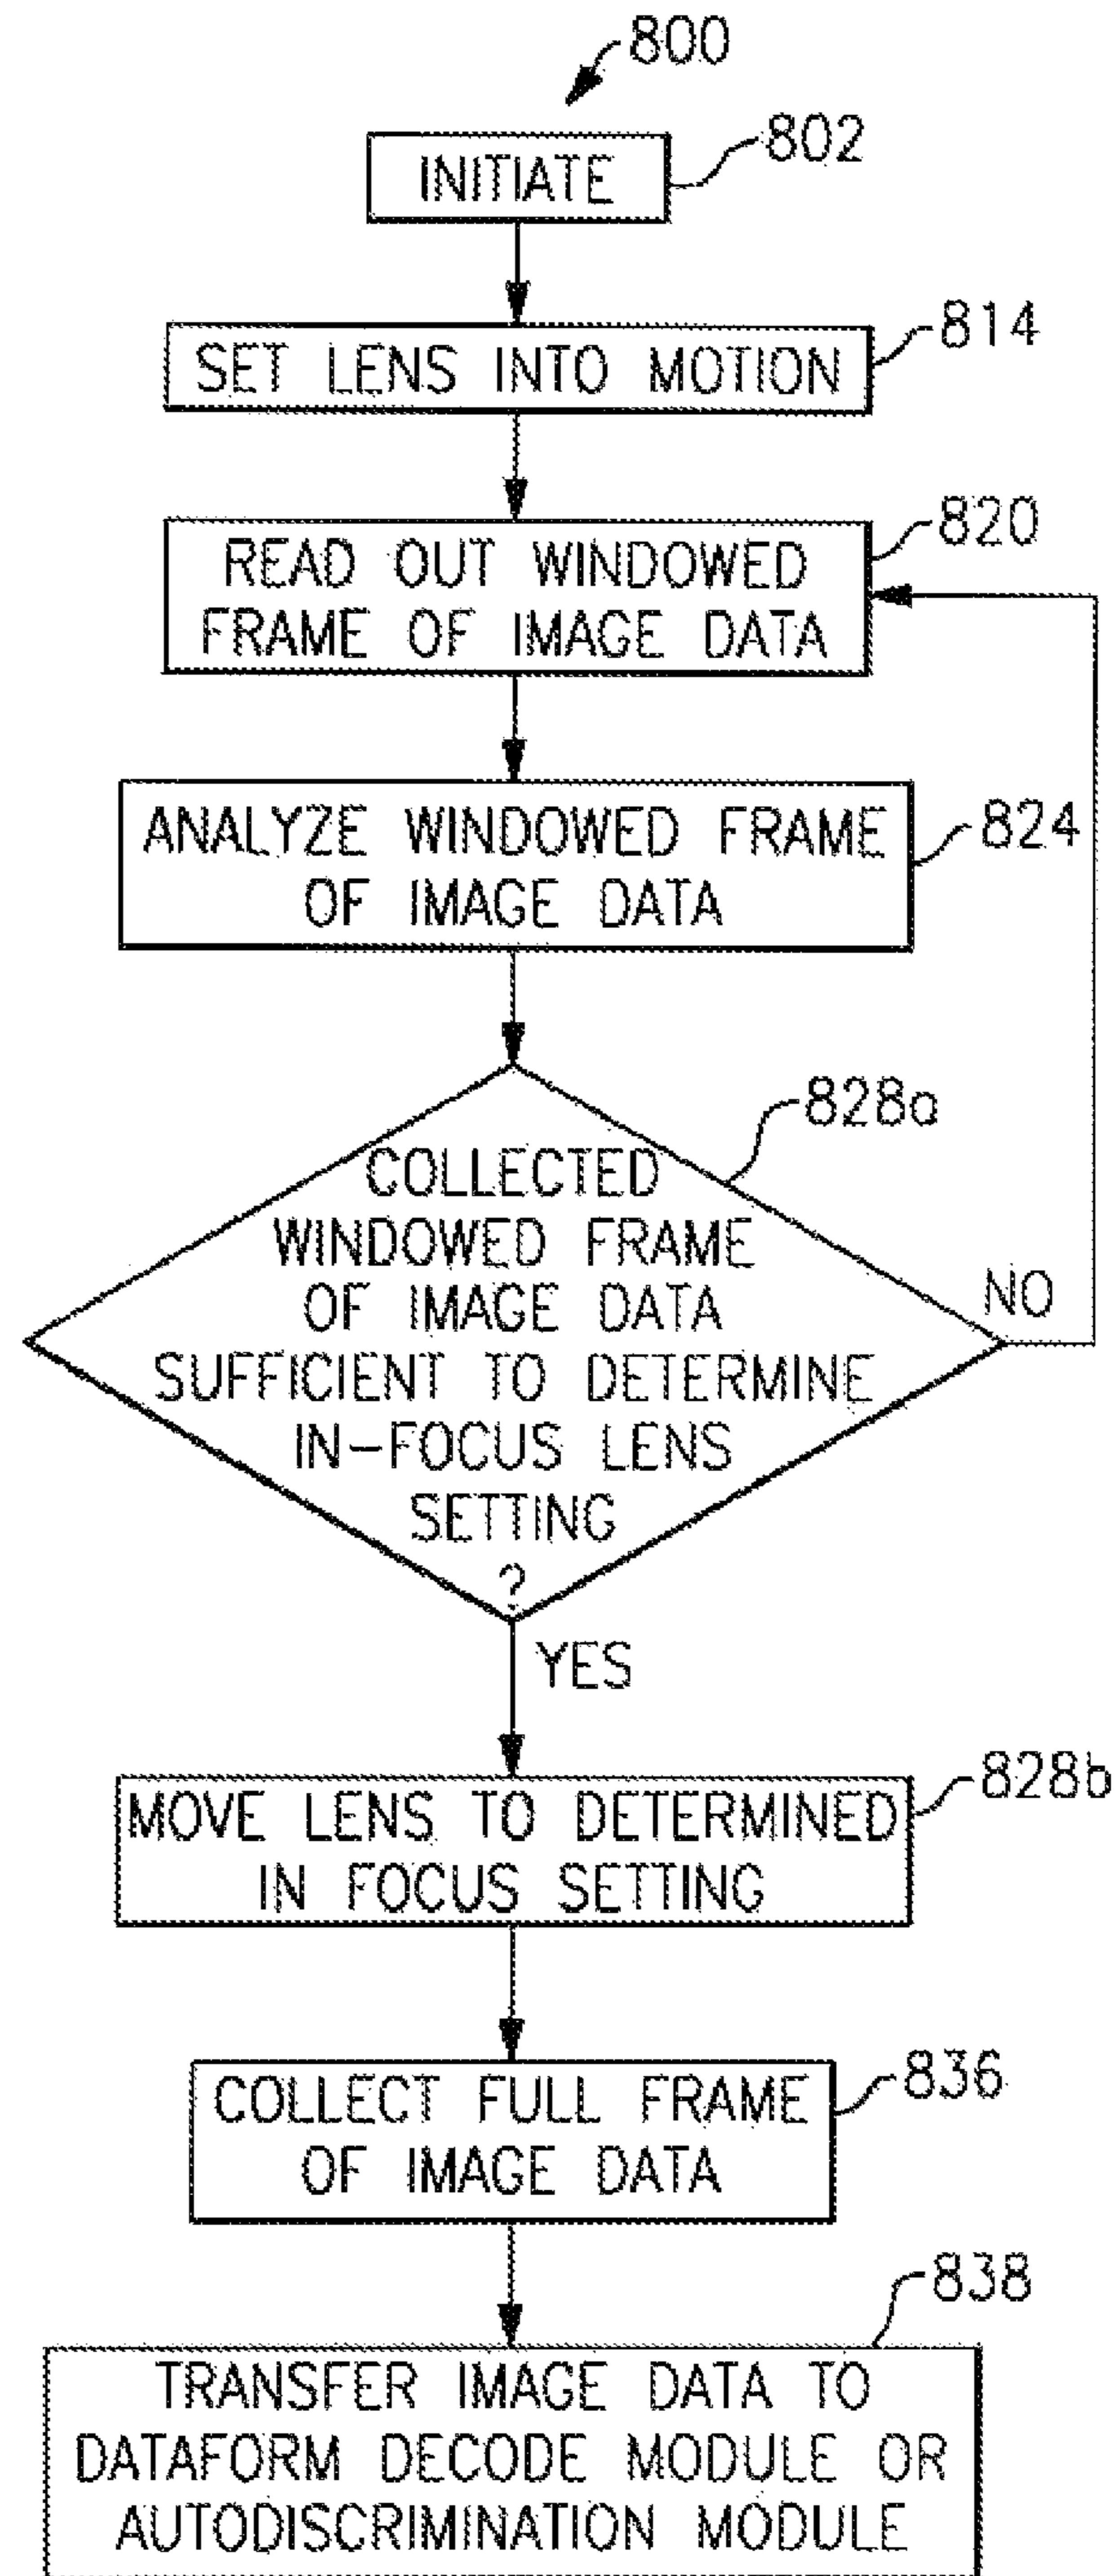 800
INITIATE
802
SET LENS INTO MOTION
814
READ OUT WINDOWED
FRAME OF IMAGE DATA
820
ANALYZE WINDOWED FRAME
OF IMAGE DATA
824
COLLECTED
WINDOWED FRAME
OF IMAGE DATA
SUFFICIENT TO DETERMINE
IN-FOCUS LENS
SETTING
?
828a
NO
YES
MOVE LENS TO DETERMINED
IN FOCUS SETTING
828b
COLLECT FULL FRAME
OF IMAGE DATA
836
838
TRANSFER IMAGE DATA TO
DATAFORM DECODE MODULE OR
AUTODISCRIMINATION MODULE